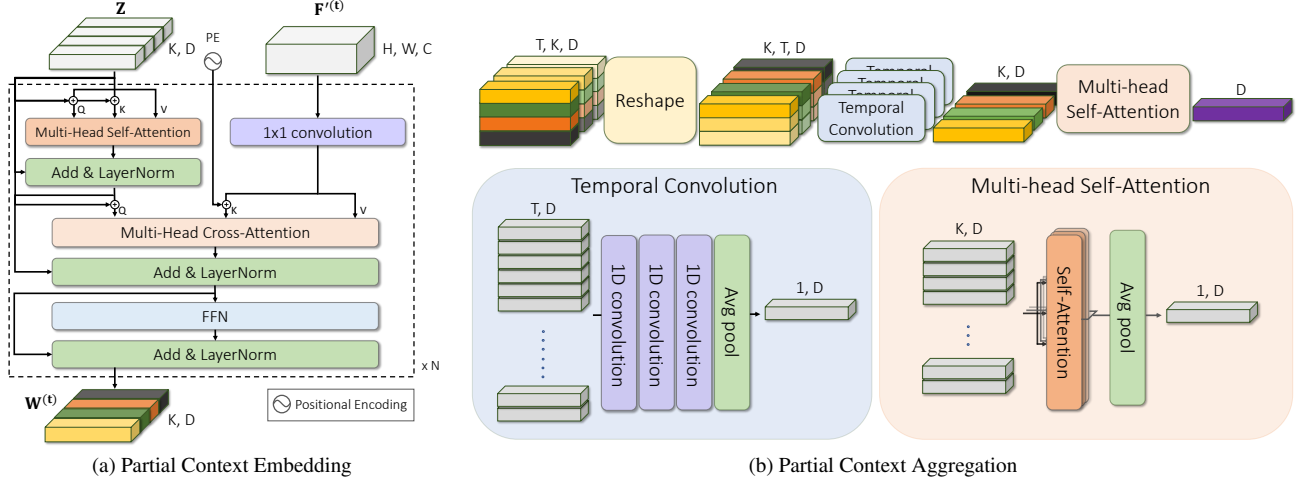 Z
K, D
F'(t)
H, W, C
PE
Q
K
V
Multi-Head Self-Attention
1x1 convolution
Add & LayerNorm
Q
K
V
Multi-Head Cross-Attention
Add & LayerNorm
FFN
Add & LayerNorm
x N
W(t)
K, D
Positional Encoding
(a) Partial Context Embedding
T, K, D
Reshape
K, T, D
Temporal
Temporal
Convolution
K, D
Multi-head
Self-Attention
D
Temporal Convolution
T, D
1D convolution
1D convolution
1D convolution
Avg pool
1, D
Multi-head Self-Attention
K, D
Self-Attention
Avg pool
1, D
(b) Partial Context Aggregation